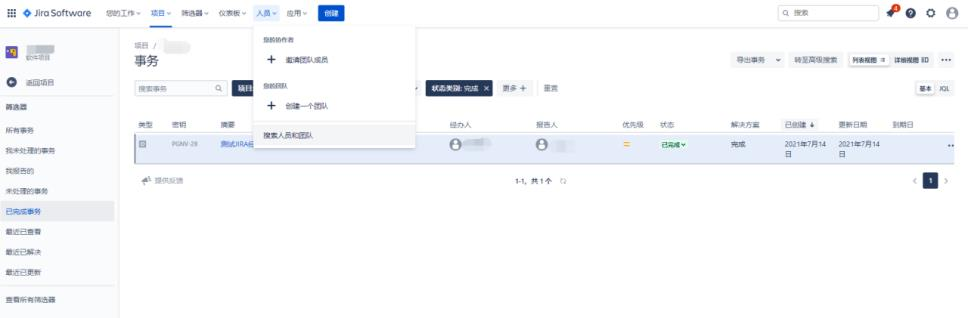 Jira Software
您的工作
项目
筛选器
仪表板
人员
应用
创建
搜索
4
软件项目
返回项目
筛选器
所有事务
我未处理的事务
我报告的
未处理的事务
已完成事务
最近已查看
最近已解决
最近已更新
查看所有筛选器
项目 /
事务
导出事务
转至高级搜索
列表视图
详细视图
搜索事务
项目:
状态类别: 完成
更多 +
重置
基本
JQL
您的协作者
+ 邀请团队成员
您的团队
+ 创建一个团队
搜索人员和团队
类型 密钥 摘要 经办人 报告人 优先级 状态 解决方案 已创建 更新日期 到期日
PGNV-28 测试JIRA 已完成 完成 2021年7月14日 2021年7月14日
提供反馈
1-1, 共 1 个
1